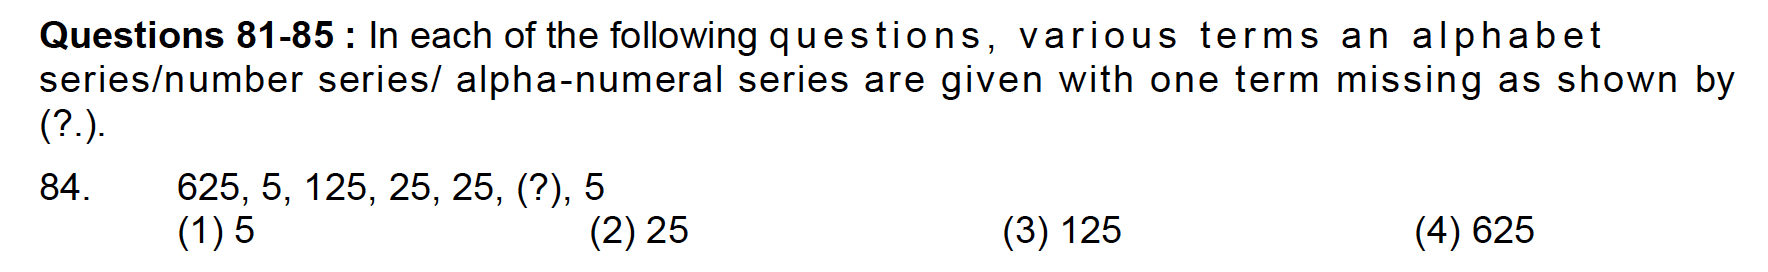 Questions 81-85 : In each of the following questions, various terms an alphabet
series/number series/ alpha-numeral series are given with one term missing as shown by
(?.).
84. 625, 5, 125, 25, 25, (?), 5
(1) 5 (2) 25 (3) 125 (4) 625